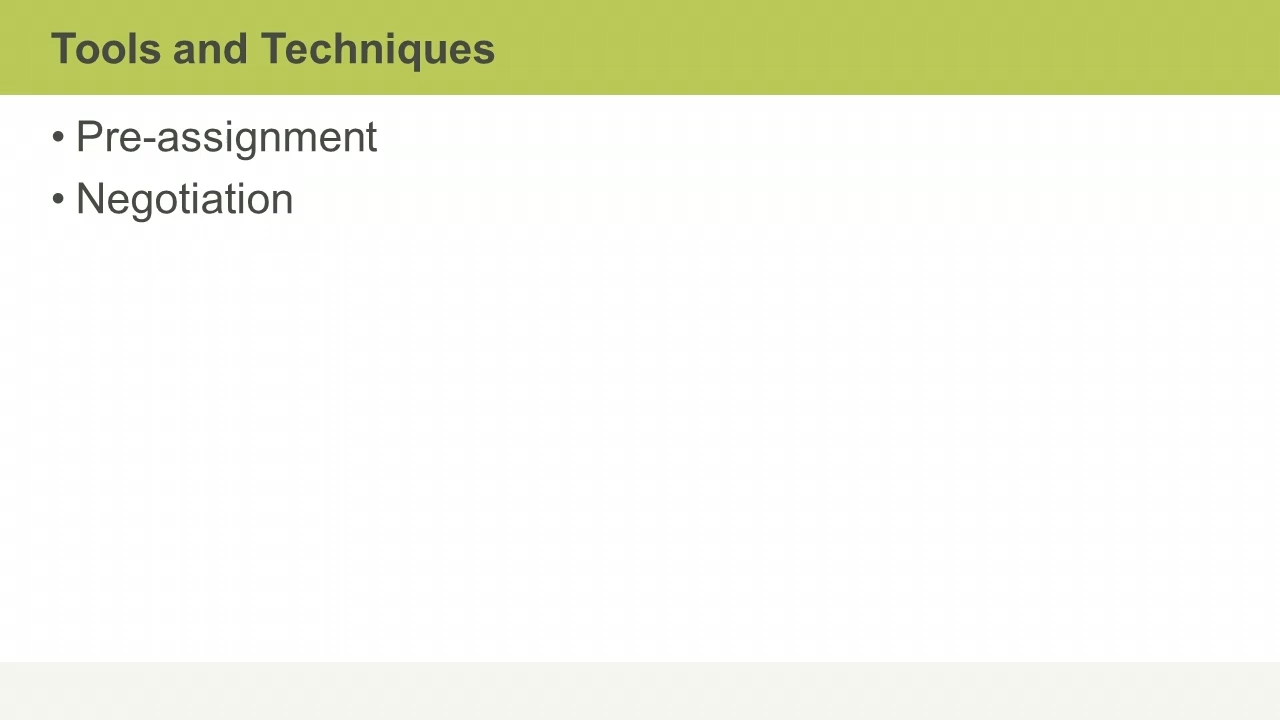 Tools and Techniques
• Pre-assignment
• Negotiation